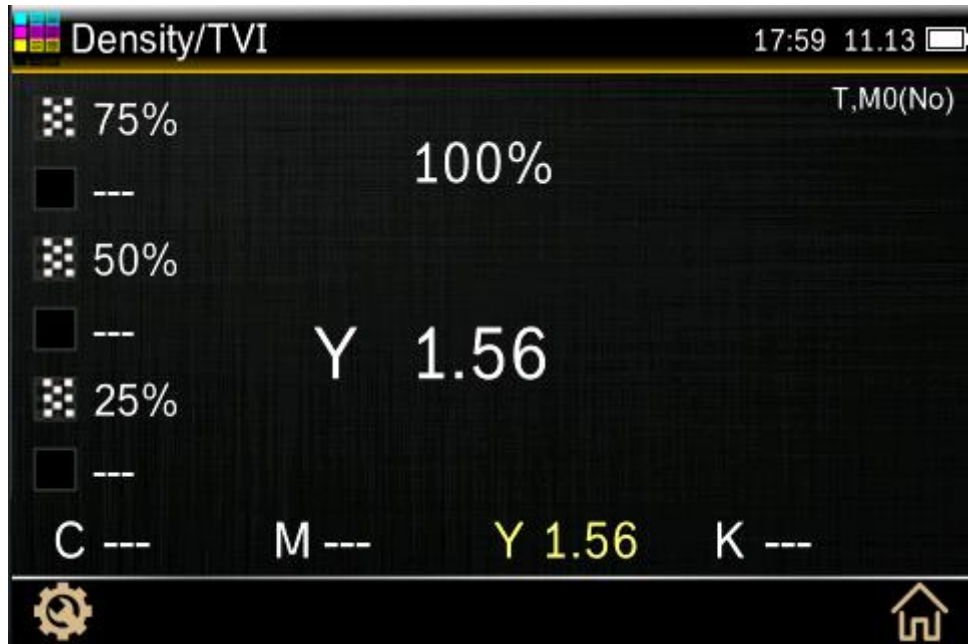 Density/TVI 17:59 11.13
T,M0(No)
75%
100%
---
50%
---
Y 1.56
25%
---
C --- M --- Y 1.56 K ---